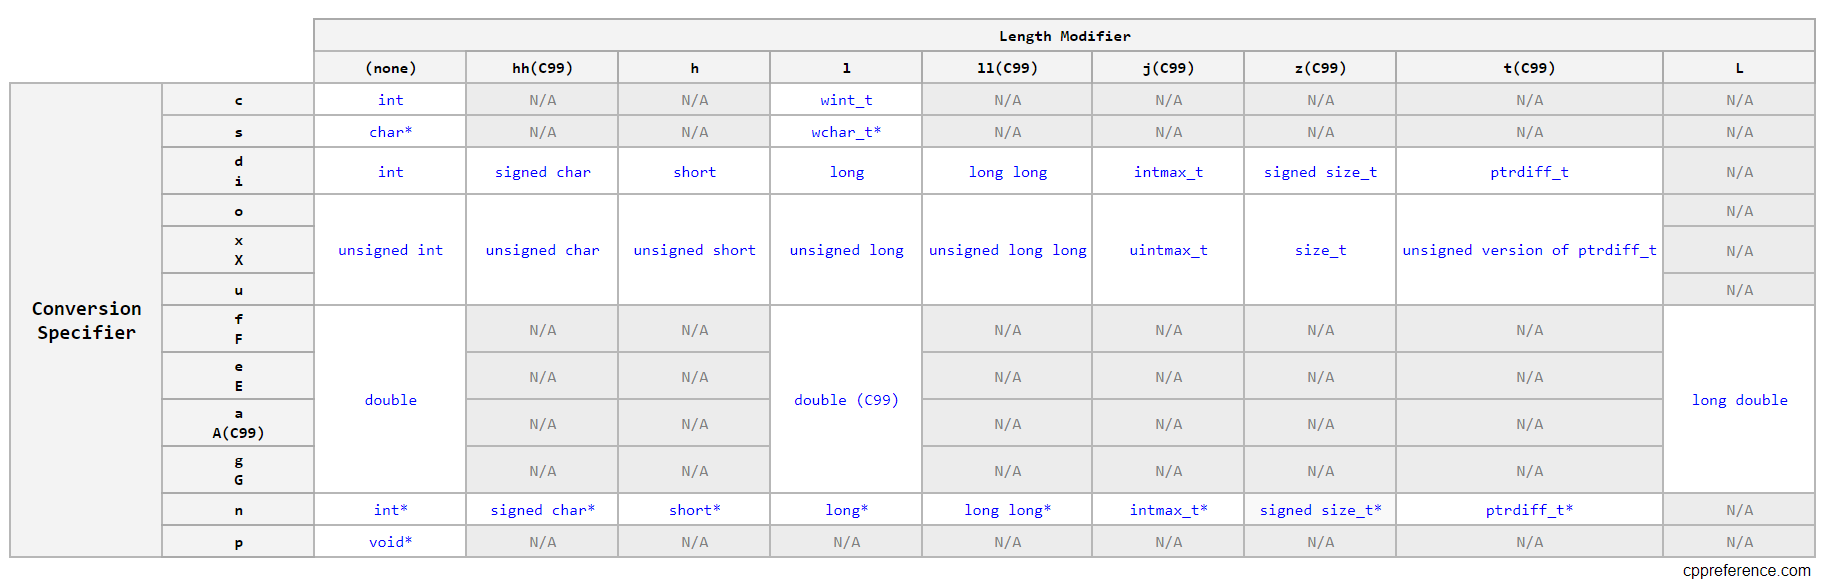 Length Modifier
(none) hh(C99) h l ll(C99) j(C99) z(C99) t(C99) L
Conversion
Specifier
c int N/A N/A wint_t N/A N/A N/A N/A N/A
s char* N/A N/A wchar_t* N/A N/A N/A N/A N/A
d
i
int signed char short long long long intmax_t signed size_t ptrdiff_t N/A
o N/A
x
X
unsigned int unsigned char unsigned short unsigned long unsigned long long uintmax_t size_t unsigned version of ptrdiff_t N/A
u N/A
f
F
N/A N/A N/A N/A N/A N/A
e
E
N/A N/A N/A N/A N/A N/A
double double (C99) long double
a
A(C99)
N/A N/A N/A N/A N/A N/A
g
G
N/A N/A N/A N/A N/A N/A
n int* signed char* short* long* long long* intmax_t* signed size_t* ptrdiff_t* N/A
p void* N/A N/A N/A N/A N/A N/A N/A N/A
cppreference.com